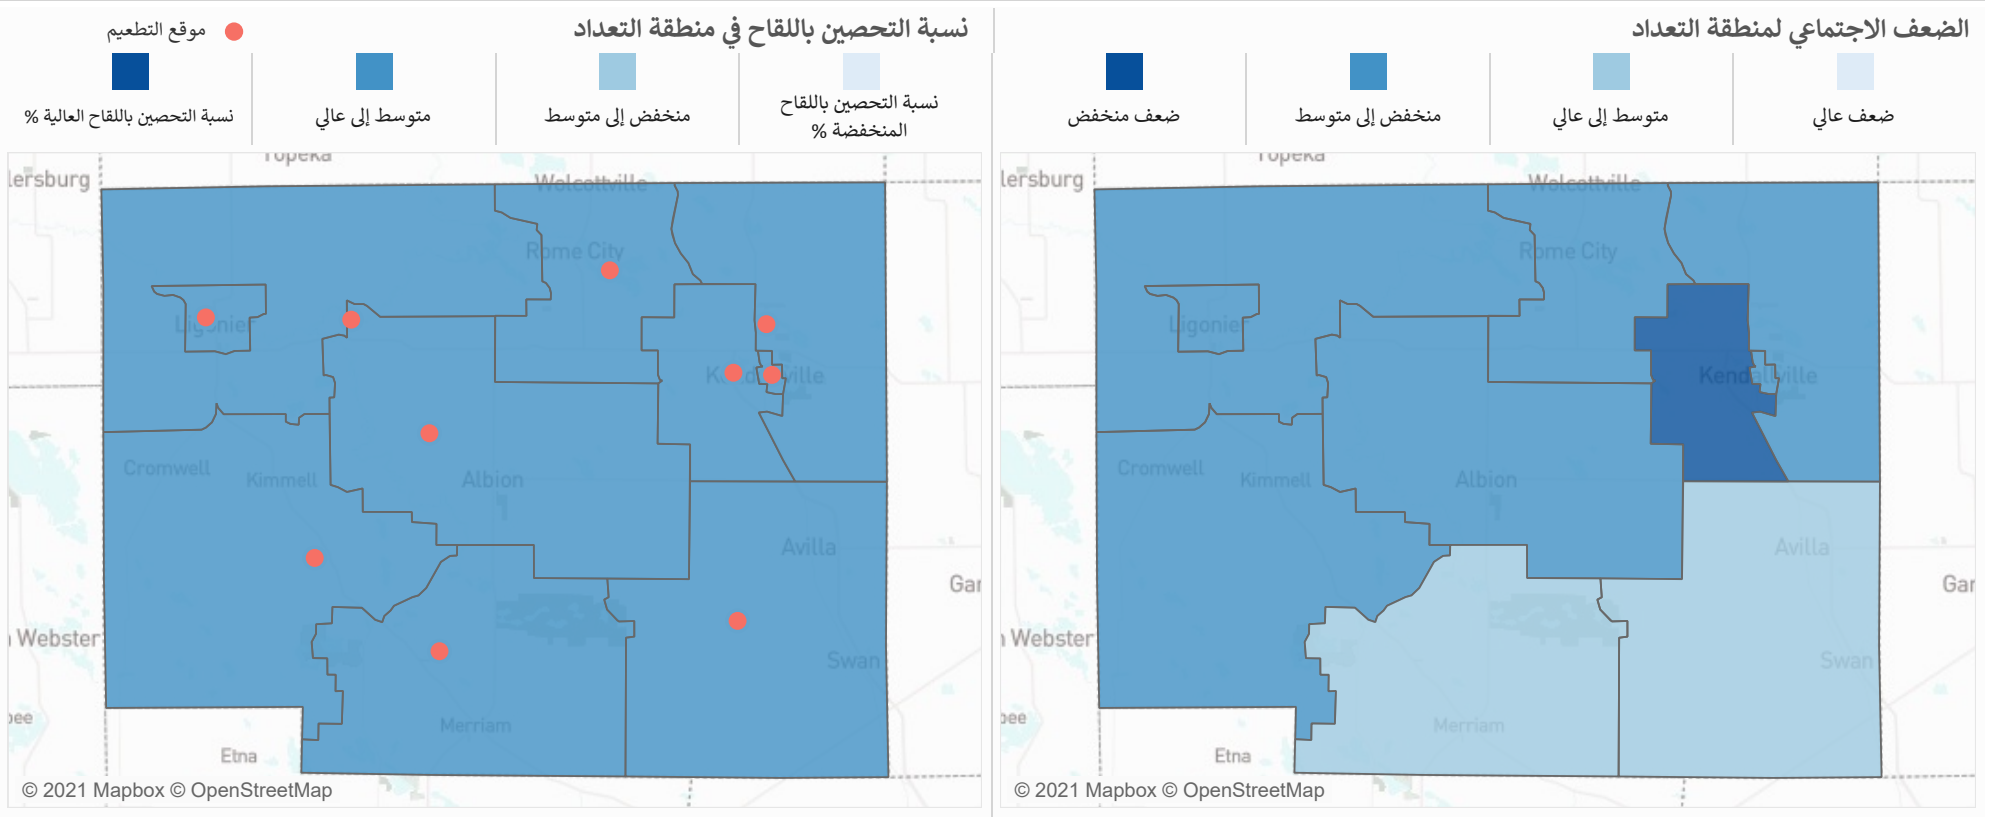 الضعف الاجتماعي لمنطقة التعداد
ضعف عالي
متوسط إلى عالي
منخفض إلى متوسط
ضعف منخفض
Topeka
lersburg
Wolcottville
Rome City
Ligonier
Kendallville
Cromwell
Kimmell
Albion
Avilla
Gar
Webster
Swan
Merriam
Etna
© 2021 Mapbox © OpenStreetMap
نسبة التحصين باللقاح في منطقة التعداد
موقع التطعيم
نسبة التحصين باللقاح المنخفضة %
منخفض إلى متوسط
متوسط إلى عالي
نسبة التحصين باللقاح العالية %
Topeka
lersburg
Wolcottville
Rome City
Ligonier
Kendallville
Cromwell
Kimmell
Albion
Avilla
Gar
Webster
Swan
Merriam
Etna
© 2021 Mapbox © OpenStreetMap